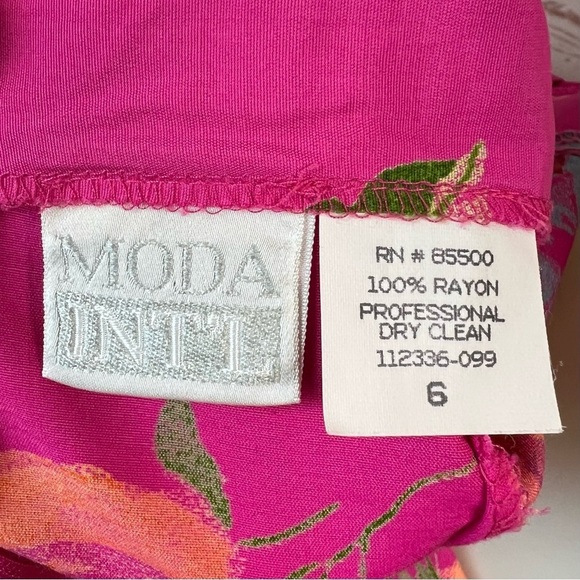 MODA
INT'L
RN # 85500
100% RAYON
PROFESSIONAL
DRY CLEAN
112336-099
6